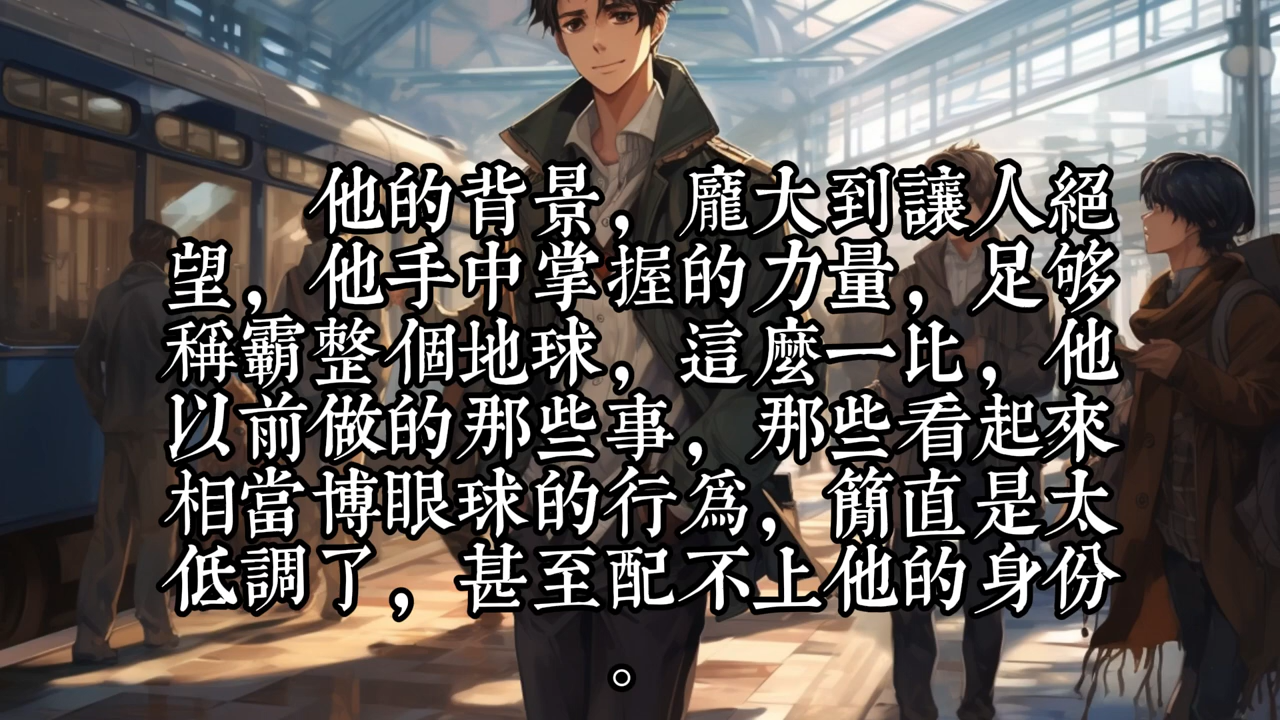 他的背景，龐大到讓人絕
望，他手中掌握的力量，足够
稱霸整個地球，這麼一比，他
以前做的那些事，那些看起來
相當博眼球的行爲，簡直是太
低調了，甚至配不上他的身份
。